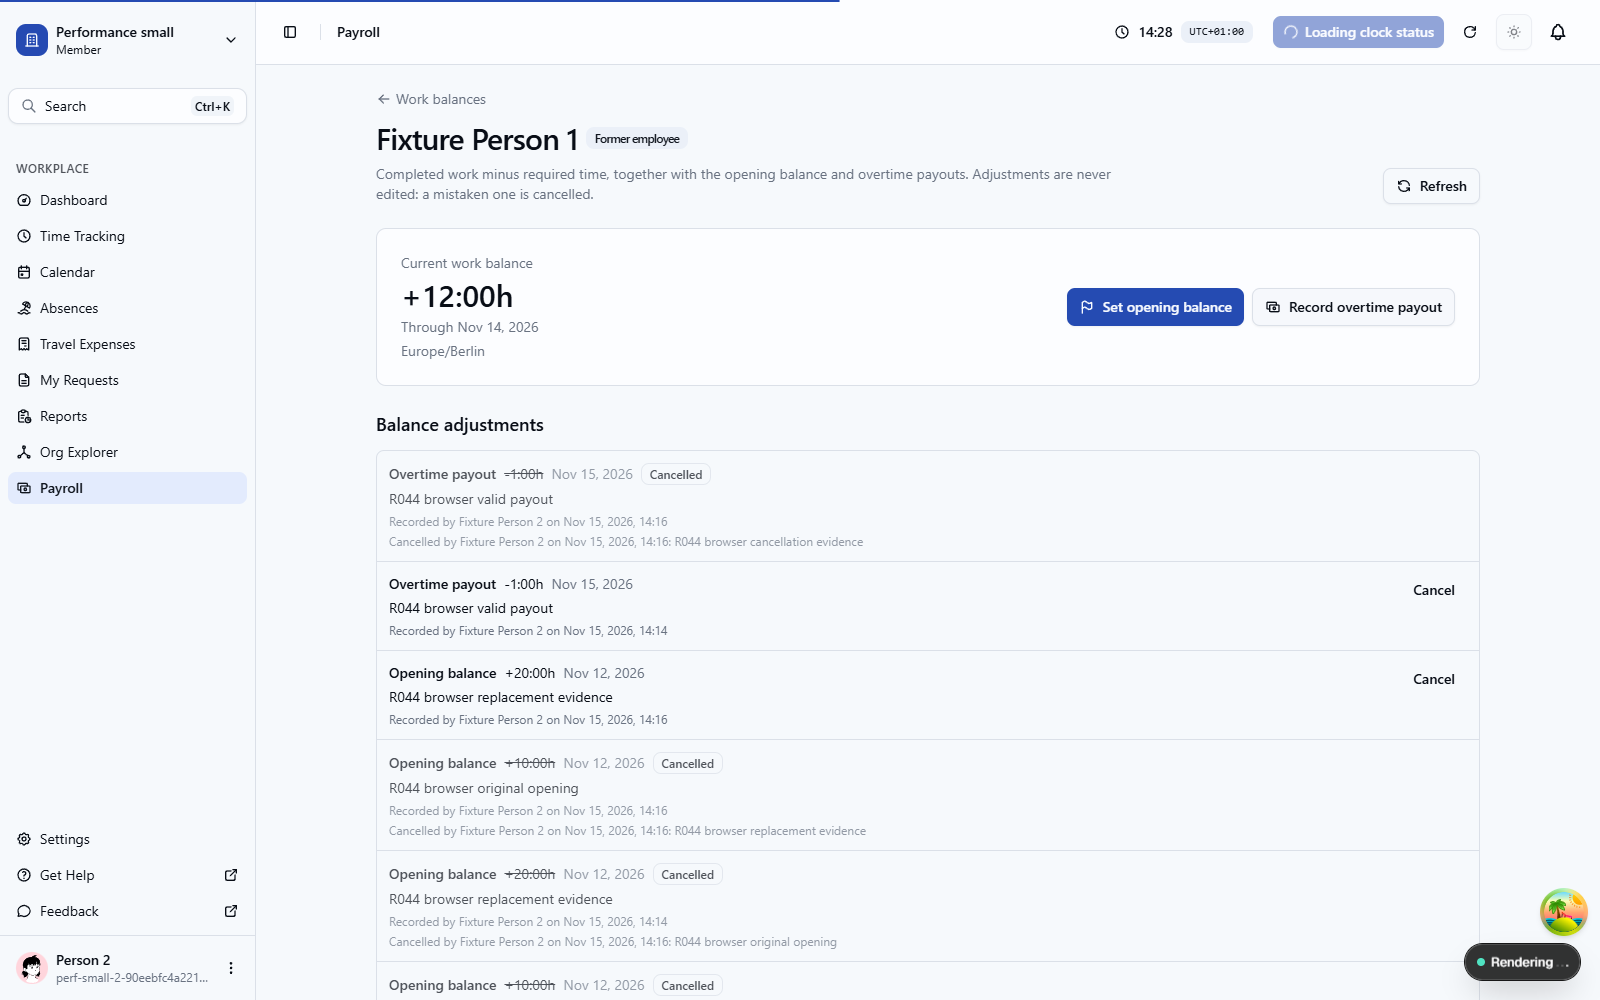 Performance small
Member
Search
Ctrl+K
WORKPLACE
Dashboard
Time Tracking
Calendar
Absences
Travel Expenses
My Requests
Reports
Org Explorer
Payroll
Settings
Get Help
Feedback
Person 2
perf-small-2-90eebfc4a221...
Payroll
14:28
UTC+01:00
Loading clock status
Work balances
Fixture Person 1
Former employee
Completed work minus required time, together with the opening balance and overtime payouts. Adjustments are never
edited: a mistaken one is cancelled.
Refresh
Current work balance
+12:00h
Through Nov 14, 2026
Europe/Berlin
Set opening balance
Record overtime payout
Balance adjustments
Overtime payout -1:00h Nov 15, 2026 Cancelled
R044 browser valid payout
Recorded by Fixture Person 2 on Nov 15, 2026, 14:16
Cancelled by Fixture Person 2 on Nov 15, 2026, 14:16: R044 browser cancellation evidence
Overtime payout -1:00h Nov 15, 2026
Cancel
R044 browser valid payout
Recorded by Fixture Person 2 on Nov 15, 2026, 14:14
Opening balance +20:00h Nov 12, 2026
Cancel
R044 browser replacement evidence
Recorded by Fixture Person 2 on Nov 15, 2026, 14:16
Opening balance +10:00h Nov 12, 2026 Cancelled
R044 browser original opening
Recorded by Fixture Person 2 on Nov 15, 2026, 14:16
Cancelled by Fixture Person 2 on Nov 15, 2026, 14:16: R044 browser replacement evidence
Opening balance +20:00h Nov 12, 2026 Cancelled
R044 browser replacement evidence
Recorded by Fixture Person 2 on Nov 15, 2026, 14:14
Cancelled by Fixture Person 2 on Nov 15, 2026, 14:16: R044 browser original opening
Opening balance +10:00h Nov 12, 2026 Cancelled
Rendering...